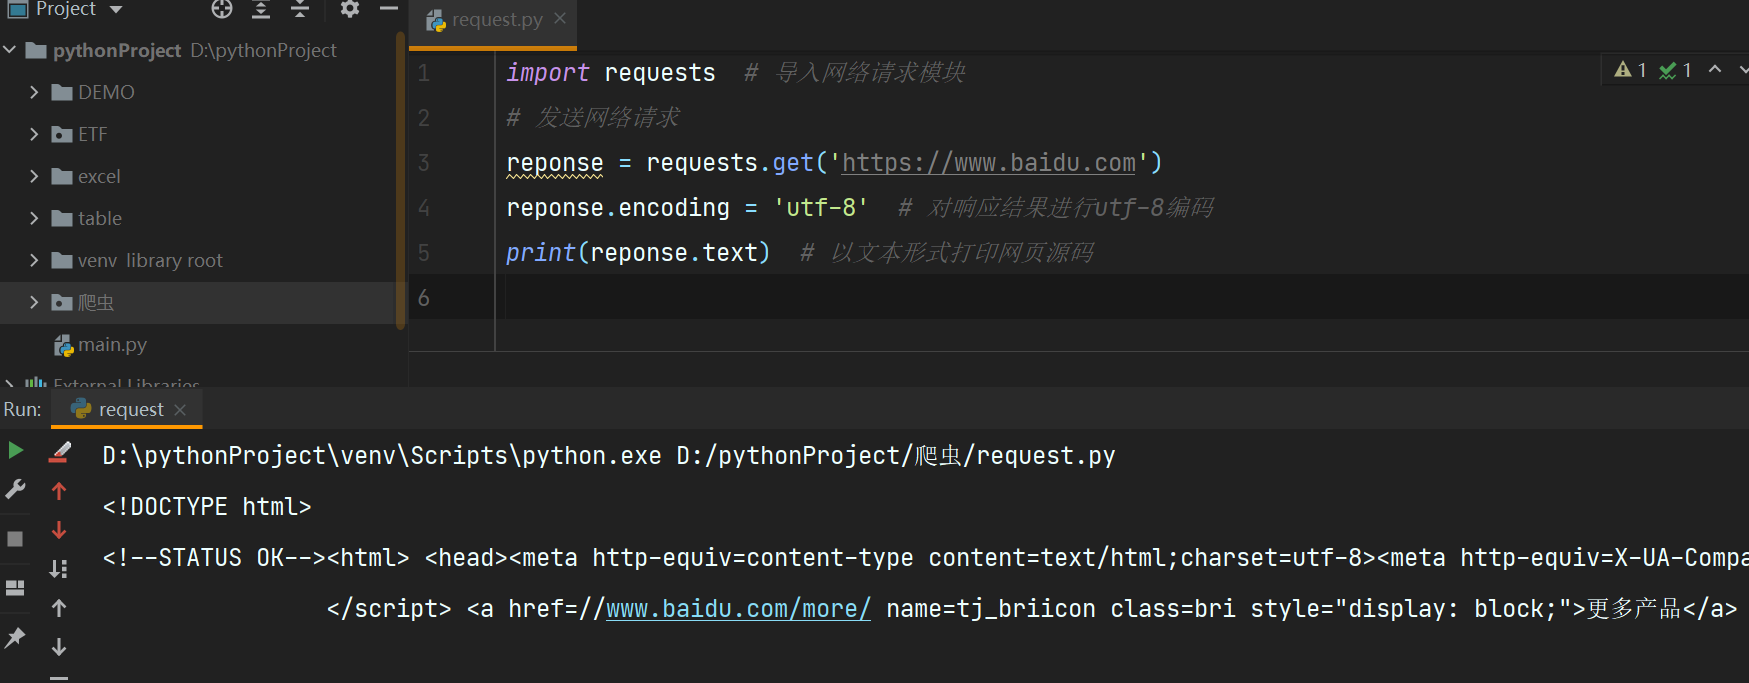 Project
request.py
pythonProject D:\pythonProject
DEMO
ETF
excel
table
venv library root
爬虫
main.py
External Libraries
1 import requests # 导入网络请求模块
2 # 发送网络请求
3 reponse = requests.get('https://www.baidu.com')
4 reponse.encoding = 'utf-8' # 对响应结果进行utf-8编码
5 print(reponse.text) # 以文本形式打印网页源码
6
1 1
Run: request
D:\pythonProject\venv\Scripts\python.exe D:/pythonProject/爬虫/request.py
<!DOCTYPE html>
<!--STATUS OK--><html> <head><meta http-equiv=content-type content=text/html;charset=utf-8><meta http-equiv=X-UA-Compa
</script> <a href=//www.baidu.com/more/ name=tj_briicon class=bri style="display: block;">更多产品</a>